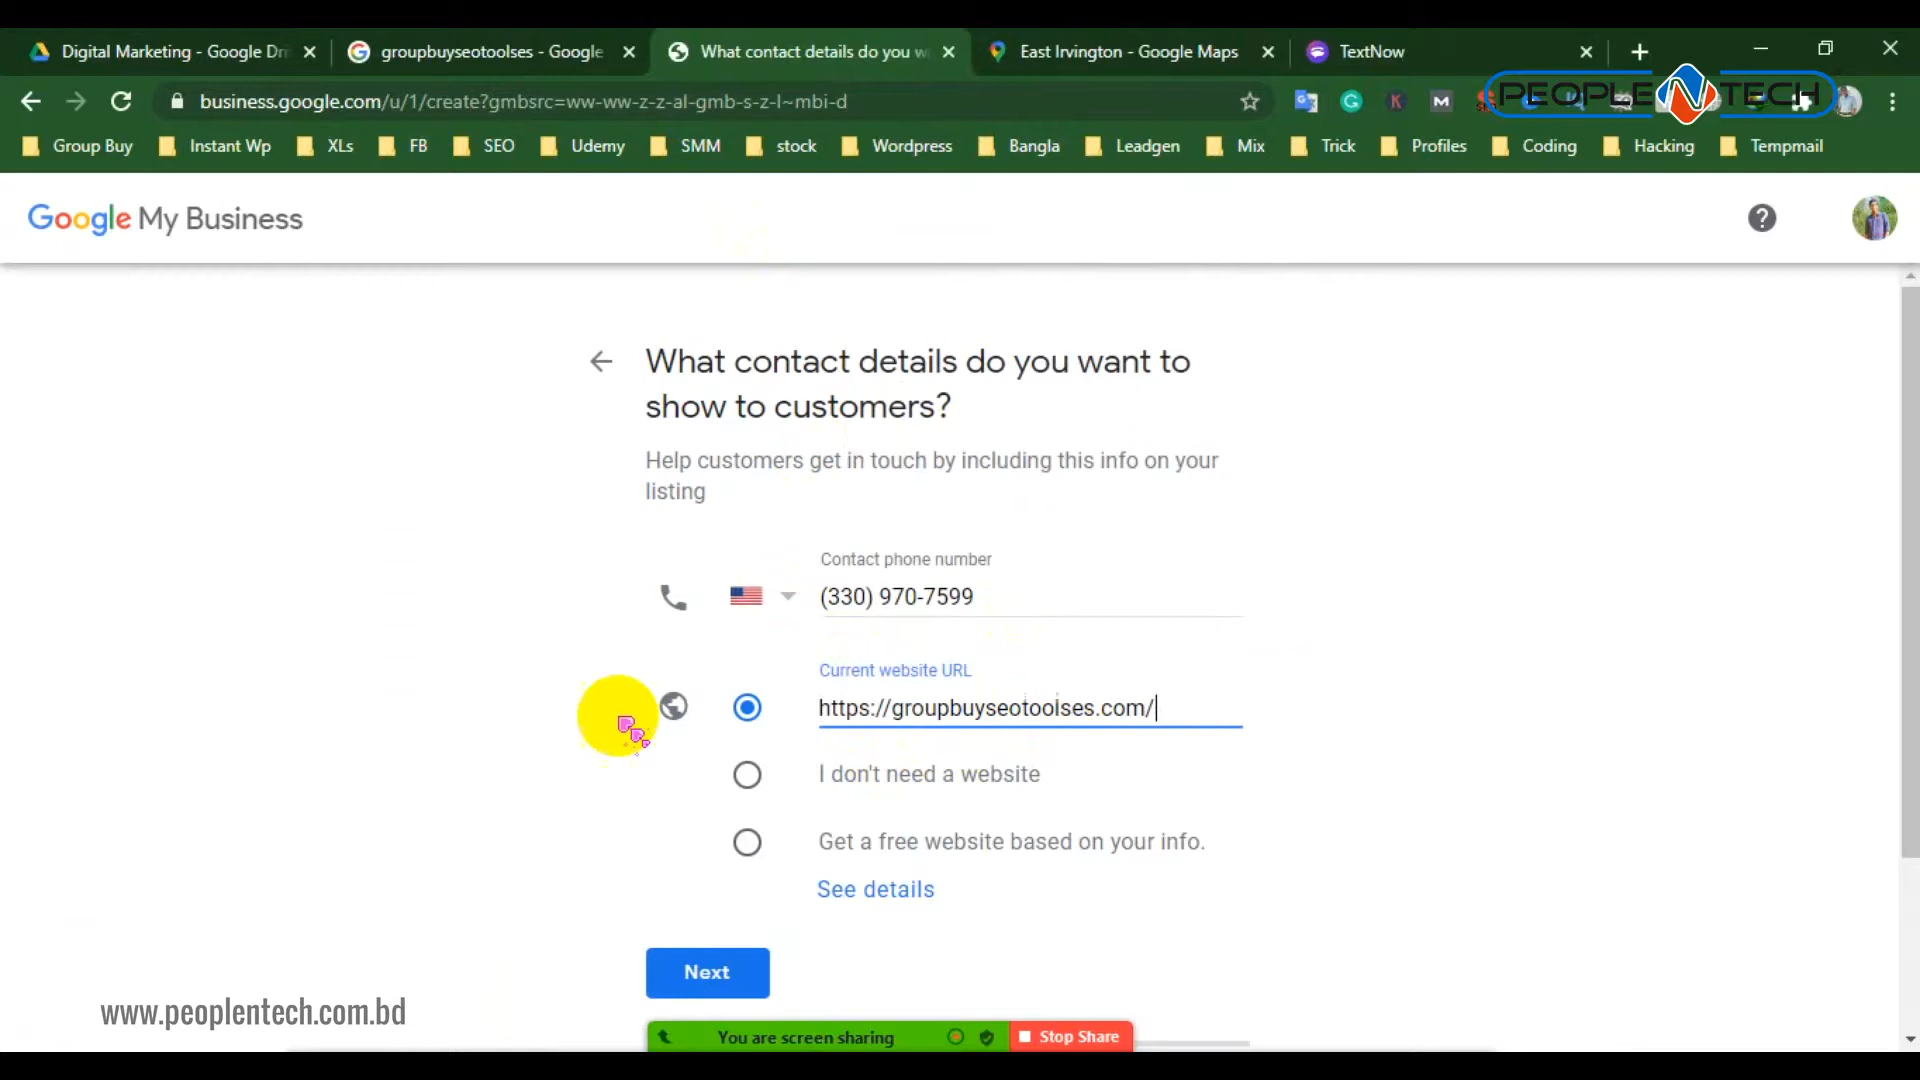 Digital Marketing - Google Dri
groupbuyseotoolses - Google
What contact details do you w
East Irvington - Google Maps
TextNow
business.google.com/u/1/create?gmbsrc=ww-ww-z-z-al-gmb-s-z-l~mbi-d
PEOPLE N TECH
Group Buy
Instant Wp
XLs
FB
SEO
Udemy
SMM
stock
Wordpress
Bangla
Leadgen
Mix
Trick
Profiles
Coding
Hacking
Tempmail
Google My Business
What contact details do you want to
show to customers?
Help customers get in touch by including this info on your
listing
Contact phone number
(330) 970-7599
Current website URL
https://groupbuyseotoolses.com/
I don't need a website
Get a free website based on your info.
See details
Next
www.peoplentech.com.bd
You are screen sharing
Stop Share